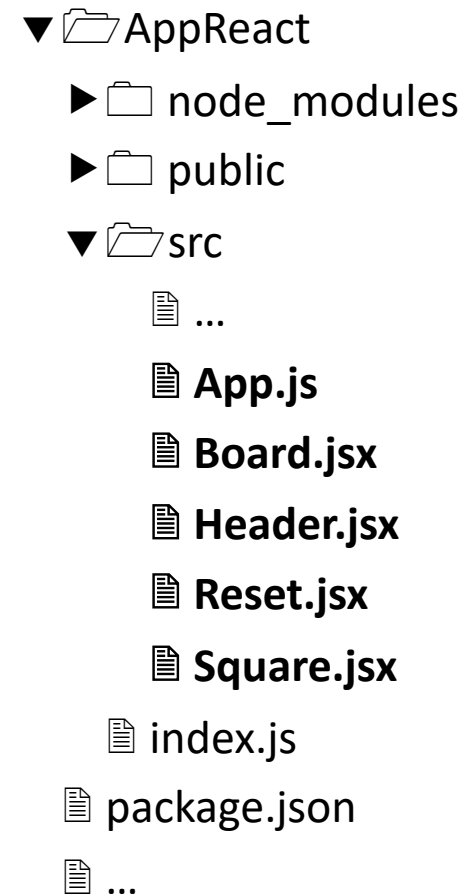 AppReact
node_modules
public
src
...
App.js
Board.jsx
Header.jsx
Reset.jsx
Square.jsx
index.js
package.json
...